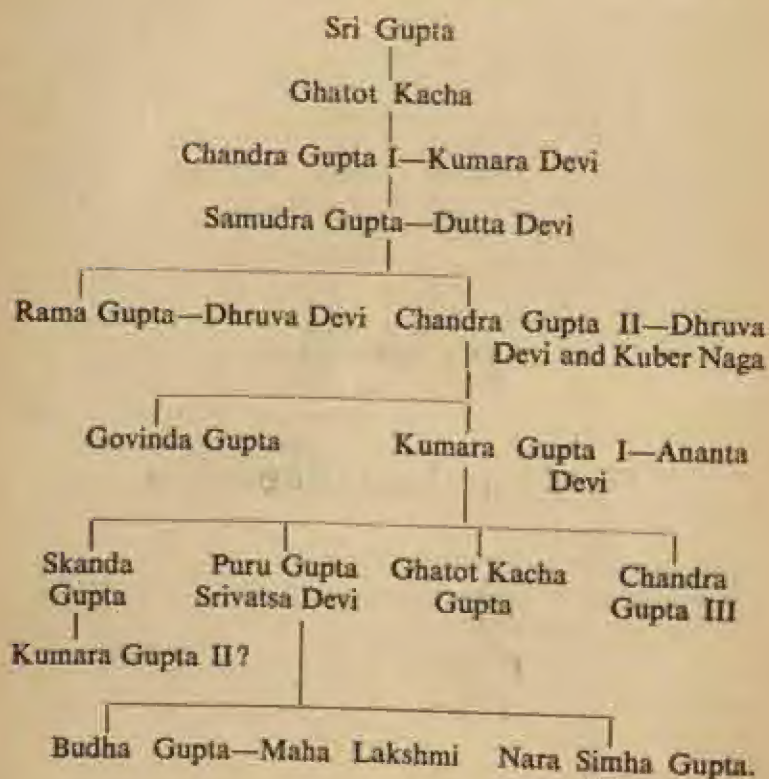 Sri Gupta
Ghatot Kacha
Chandra Gupta I—Kumara Devi
Samudra Gupta—Dutta Devi
Rama Gupta—Dhruva Devi
Chandra Gupta II—Dhruva
Devi and Kuber Naga
Govinda Gupta
Kumara Gupta I—Ananta
Devi
Skanda
Gupta
Puru Gupta
Srivatsa Devi
Ghatot Kacha
Gupta
Chandra
Gupta III
Kumara Gupta II?
Budha Gupta—Maha Lakshmi
Nara Simha Gupta.